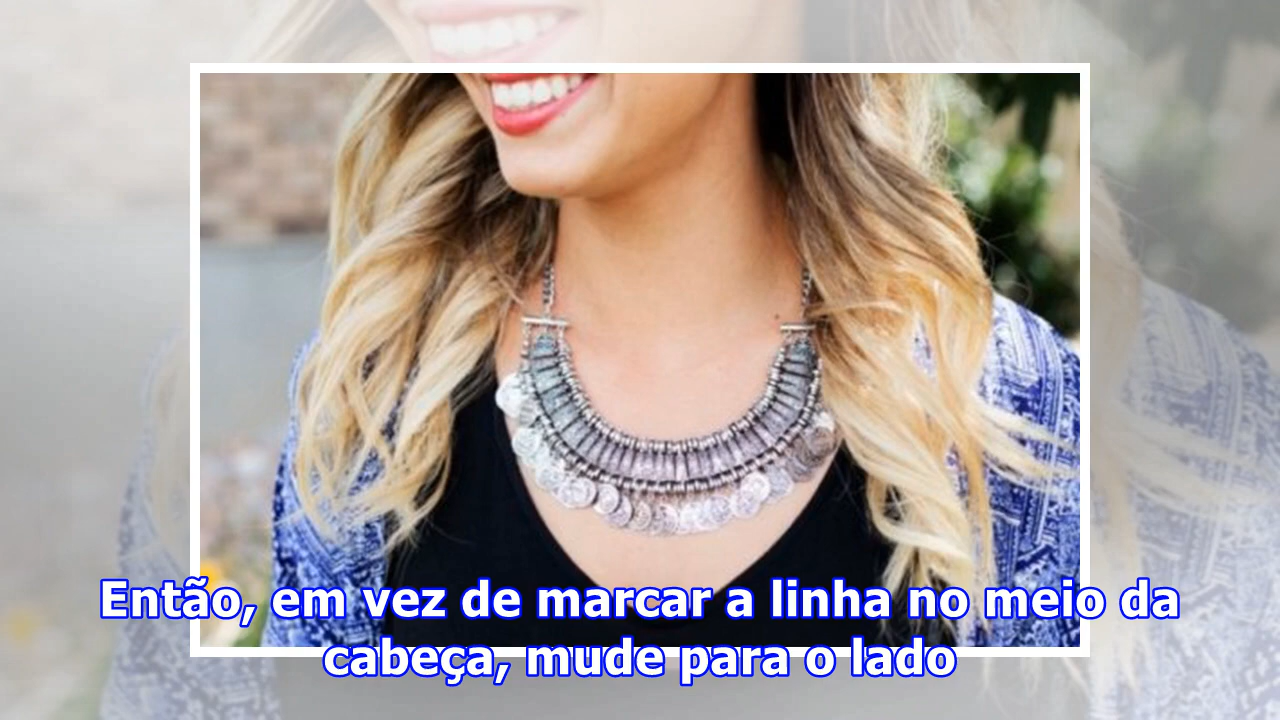 Então, em vez de marcar a linha no meio da
cabeça, mude para o lado